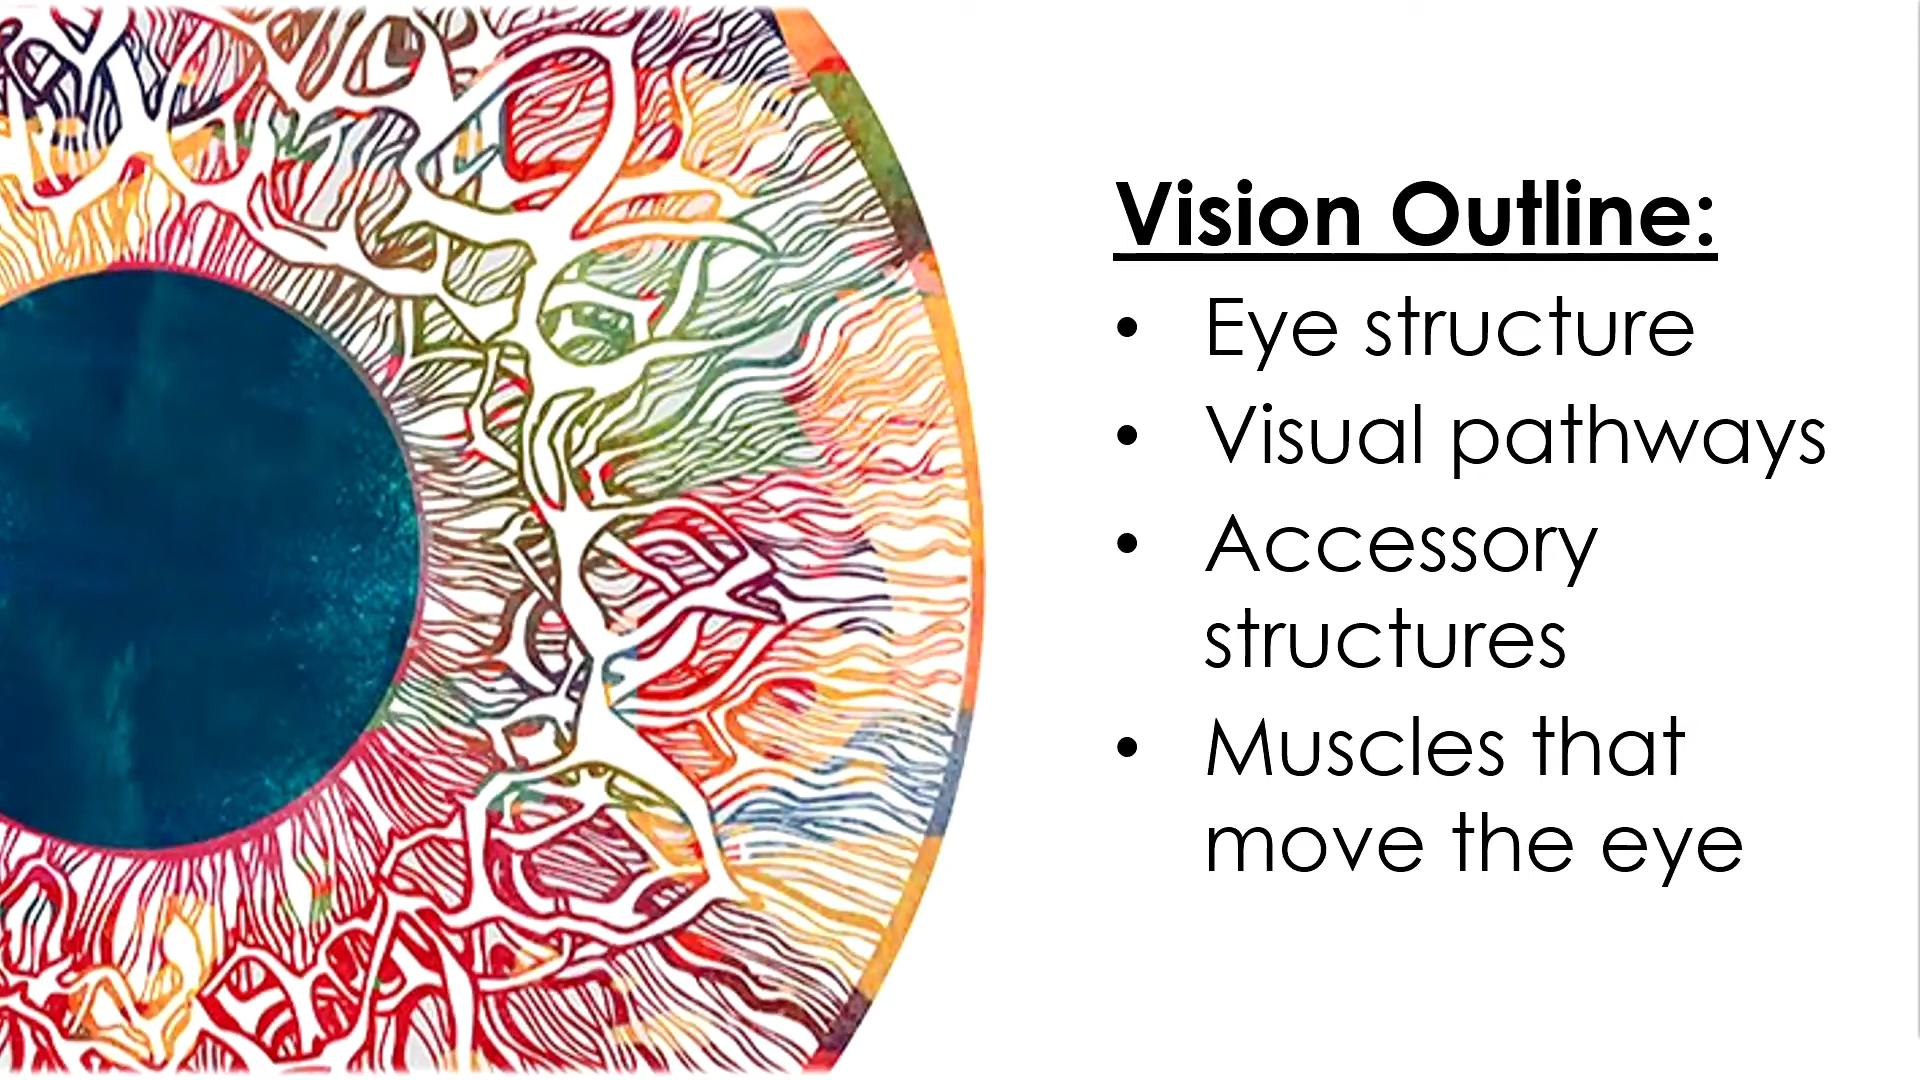 Vision Outline:
• Eye structure
• Visual pathways
• Accessory
structures
• Muscles that
move the eye